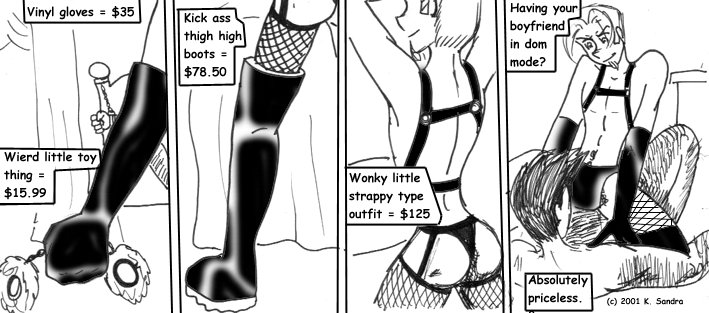 Vinyl gloves = $35
Wierd little toy
thing =
$15.99
Kick ass
thigh high
boots =
$78.50
Wonky little
strappy type
outfit = $125
Having your
boyfriend
in dom
mode?
Absolutely
priceless.
(c) 2001 K. Sandra